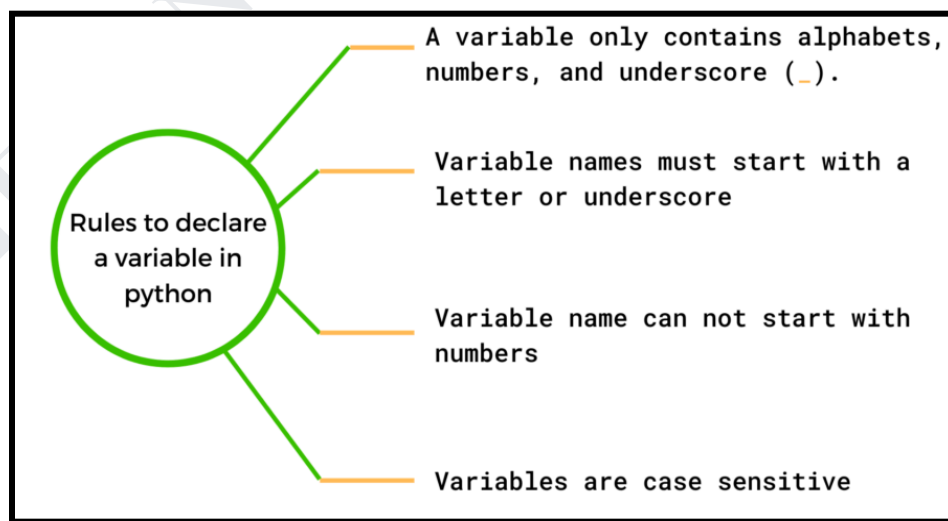 A variable only contains alphabets,
numbers, and underscore (_).
Variable names must start with a
letter or underscore
Rules to declare
a variable in
python
Variable name can not start with
numbers
Variables are case sensitive